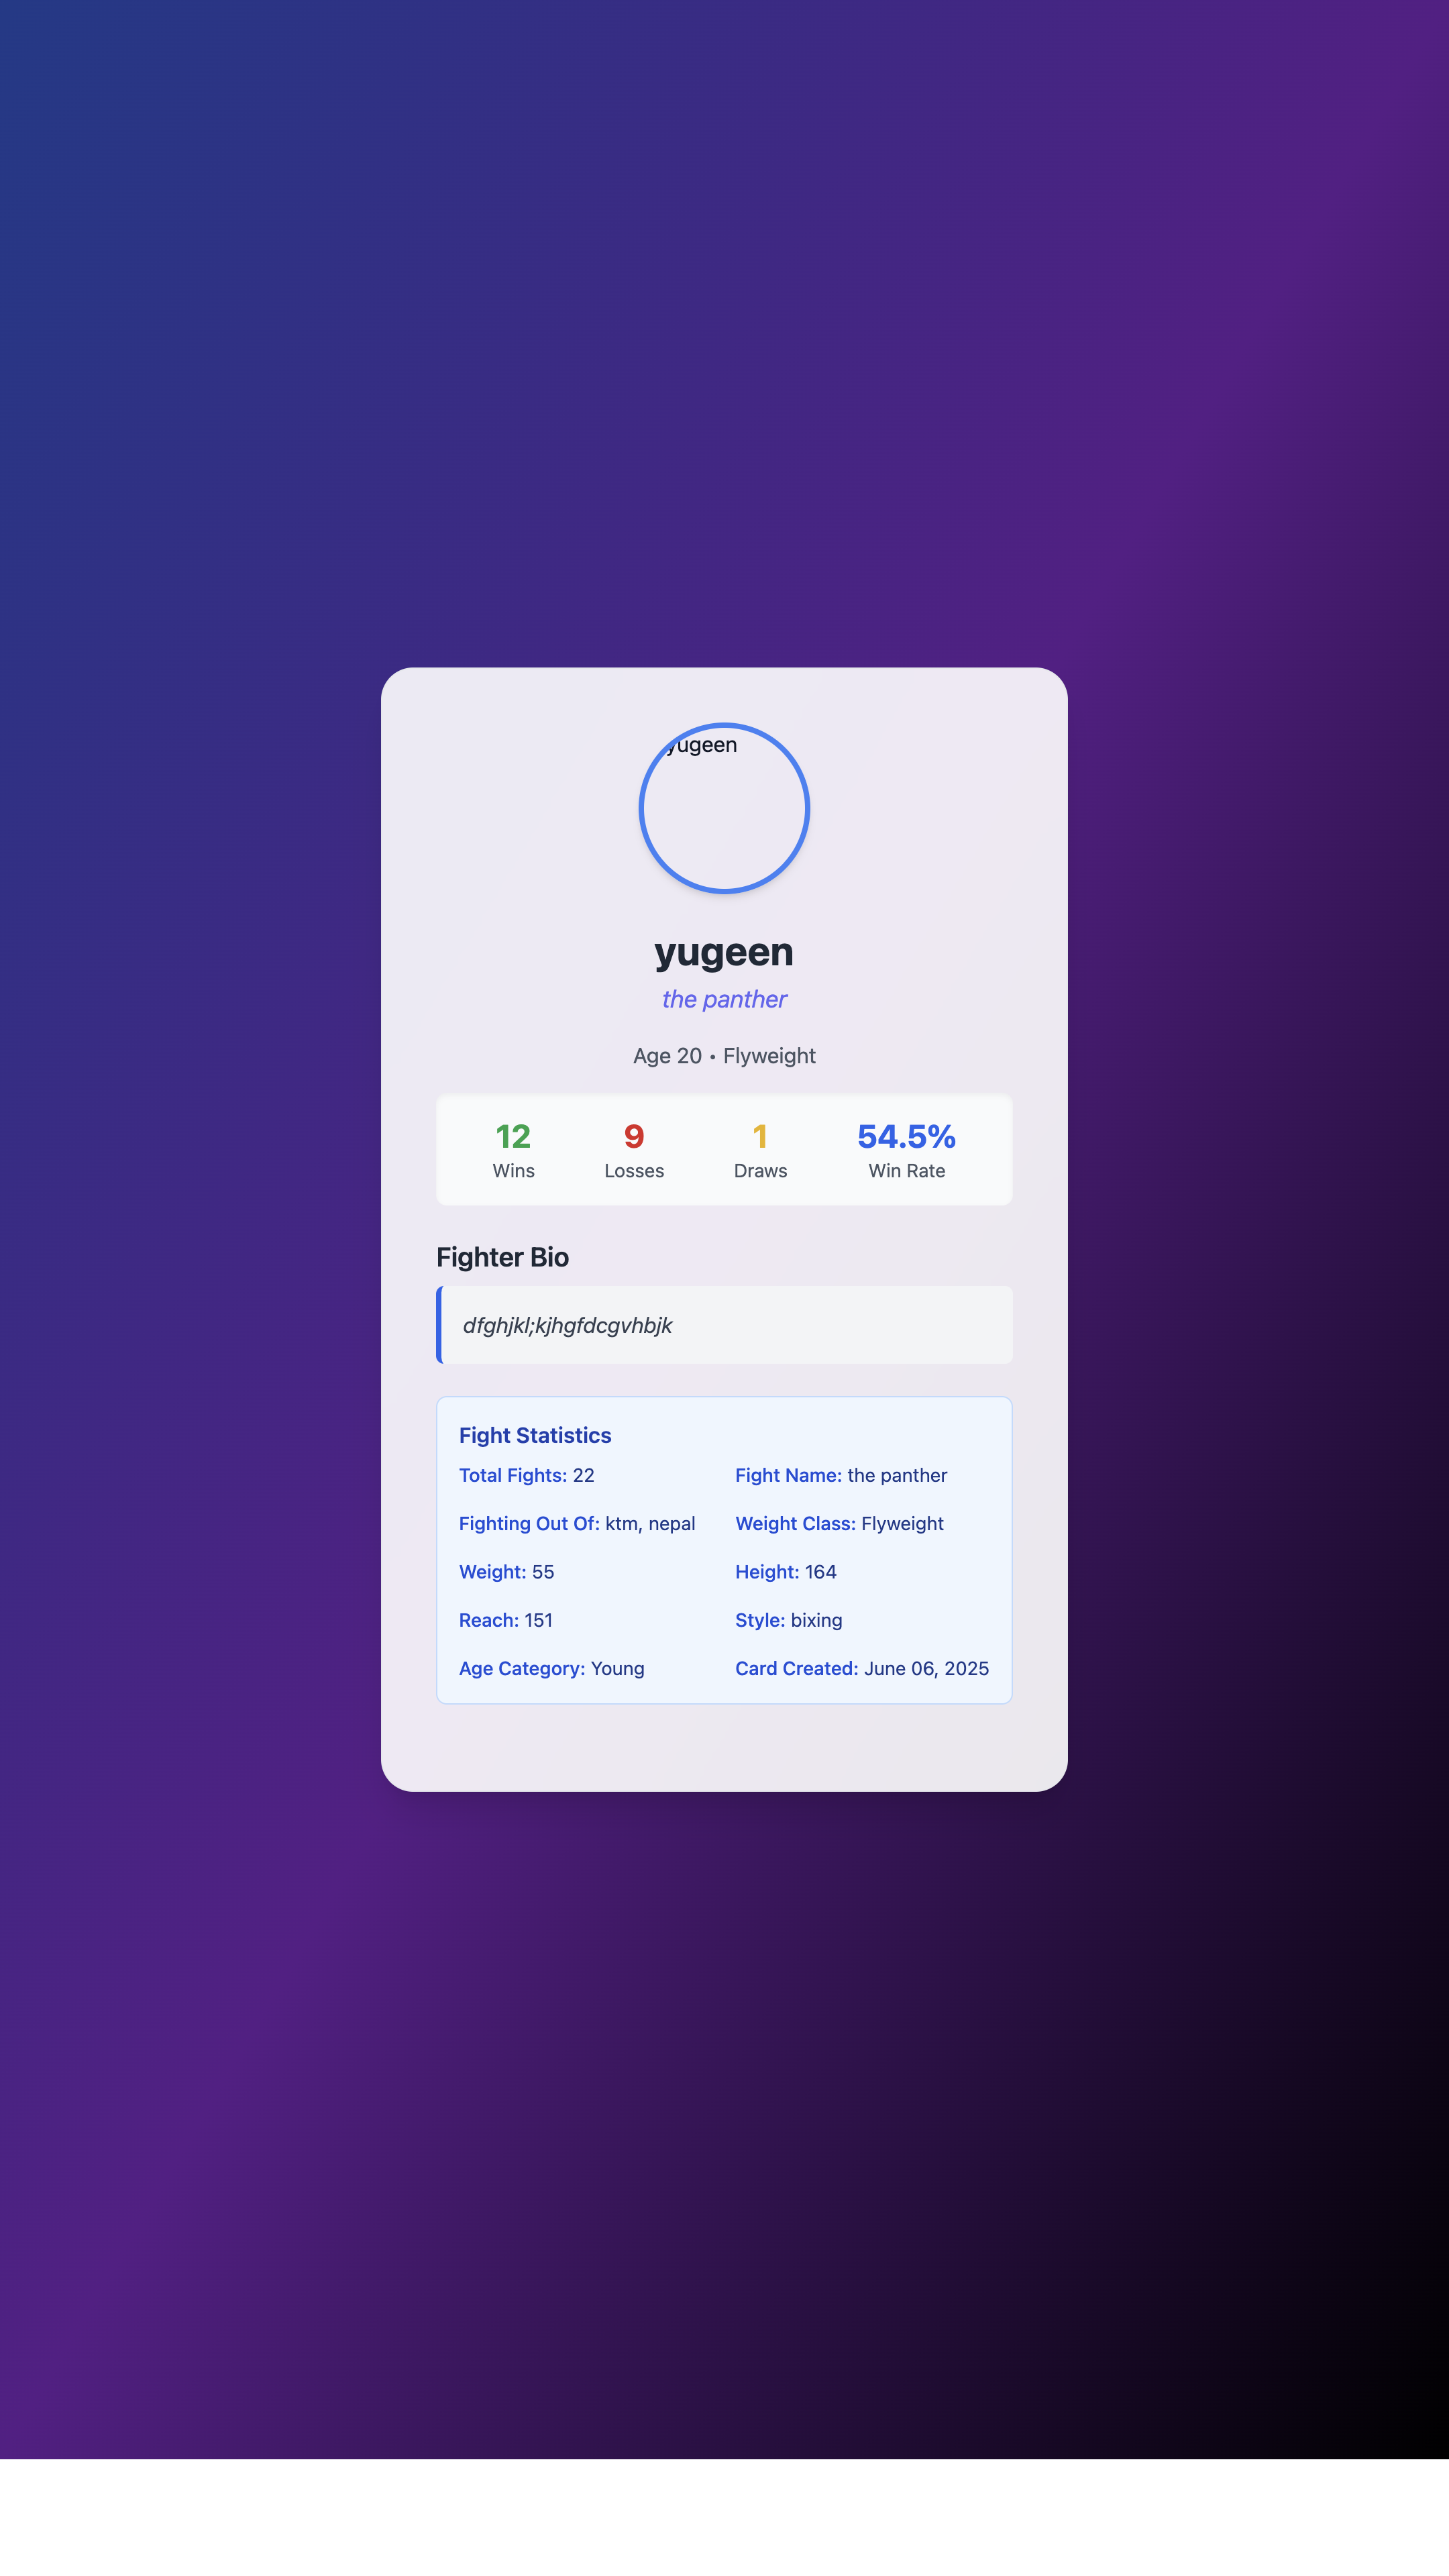 yugeen
yugeen
the panther
Age 20 • Flyweight
12 9 1 54.5%
Wins Losses Draws Win Rate
Fighter Bio
dfghjkl;kjhgfdcgvhbjk
Fight Statistics
Total Fights: 22 Fight Name: the panther
Fighting Out Of: ktm, nepal Weight Class: Flyweight
Weight: 55 Height: 164
Reach: 151 Style: bixing
Age Category: Young Card Created: June 06, 2025